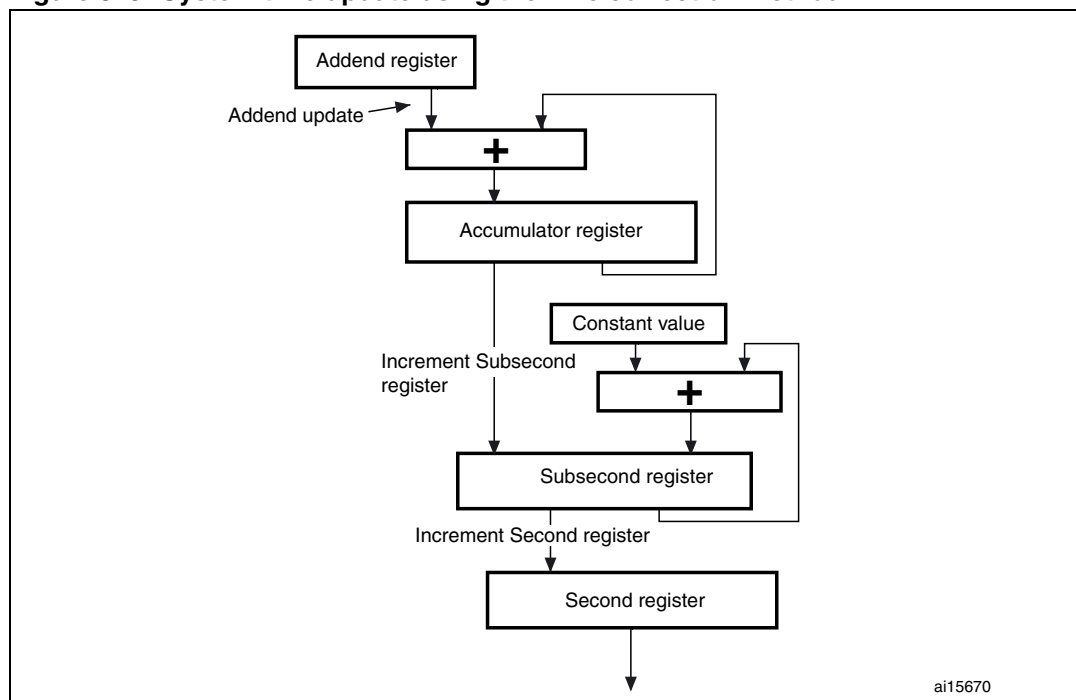 Addend register
Addend update
+
Accumulator register
Constant value
Increment Subsecond
register
+
Subsecond register
Increment Second register
Second register
ai15670